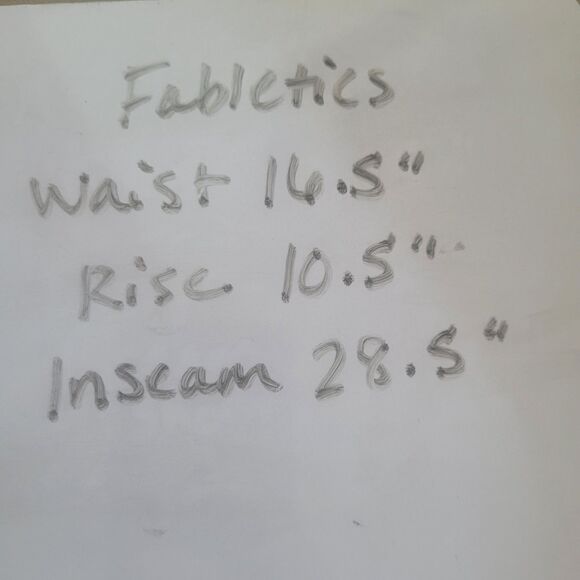 Fabletics
Waist 16.5"
Rise 10.5"
Inseam 28.5"